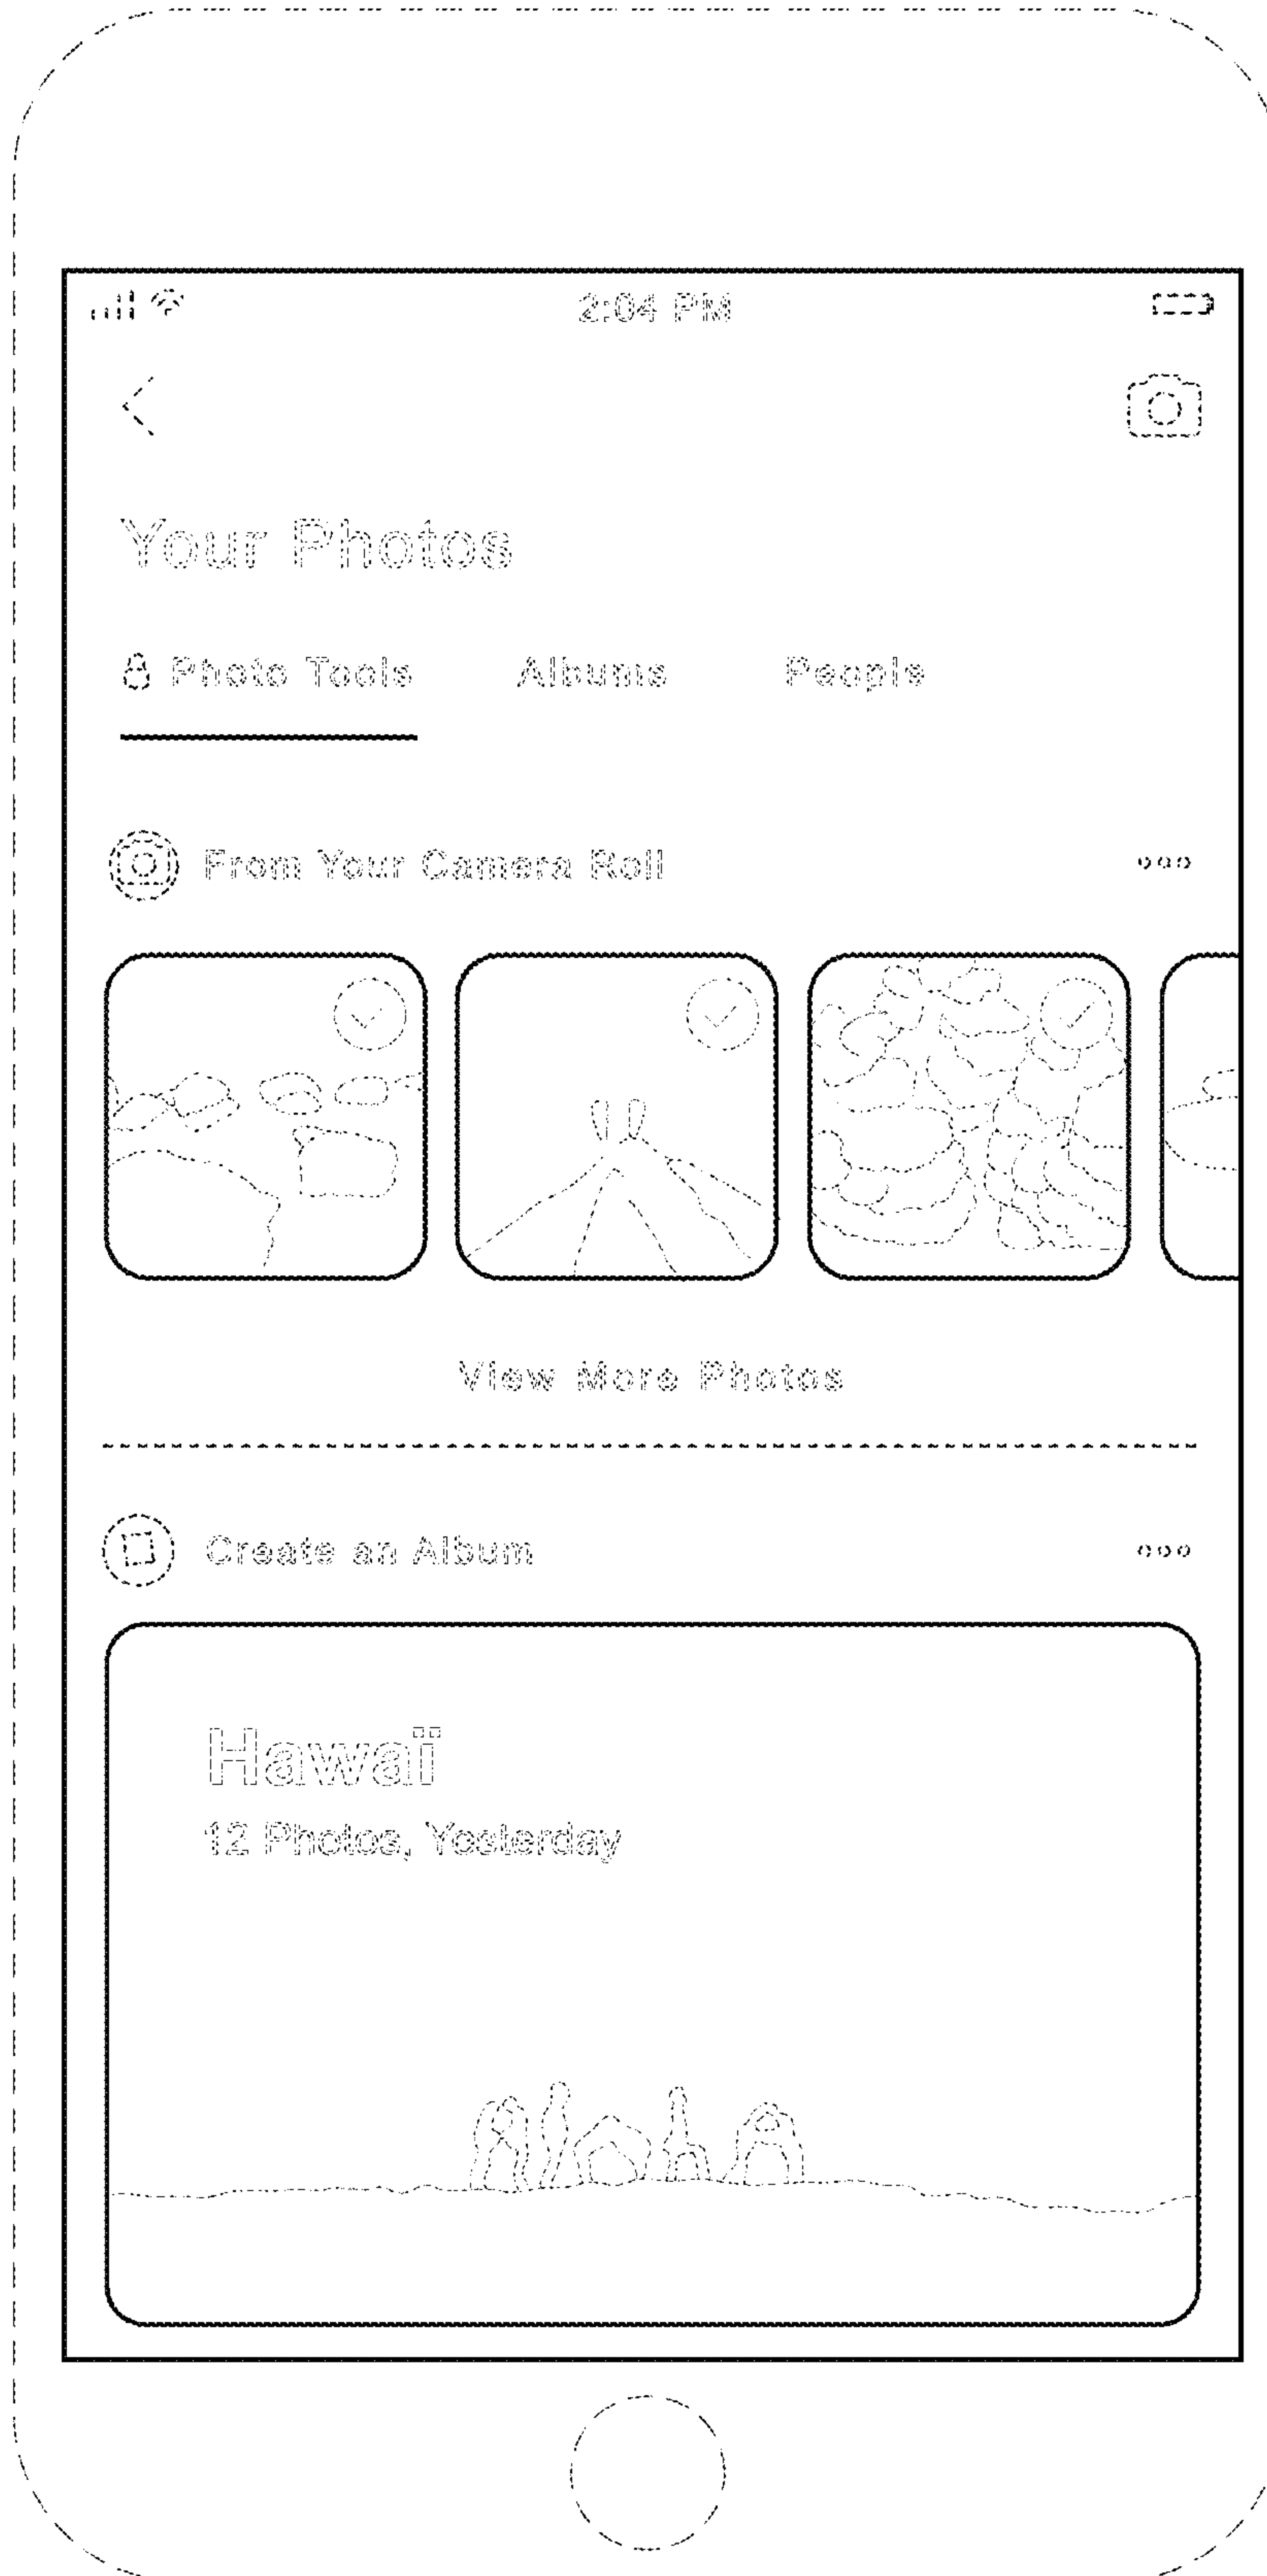 2:04 PM
Your Photos
Photo Tools Albums People
From Your Camera Roll
View More Photos
Create an Album
Hawaï
12 Photos, Yesterday